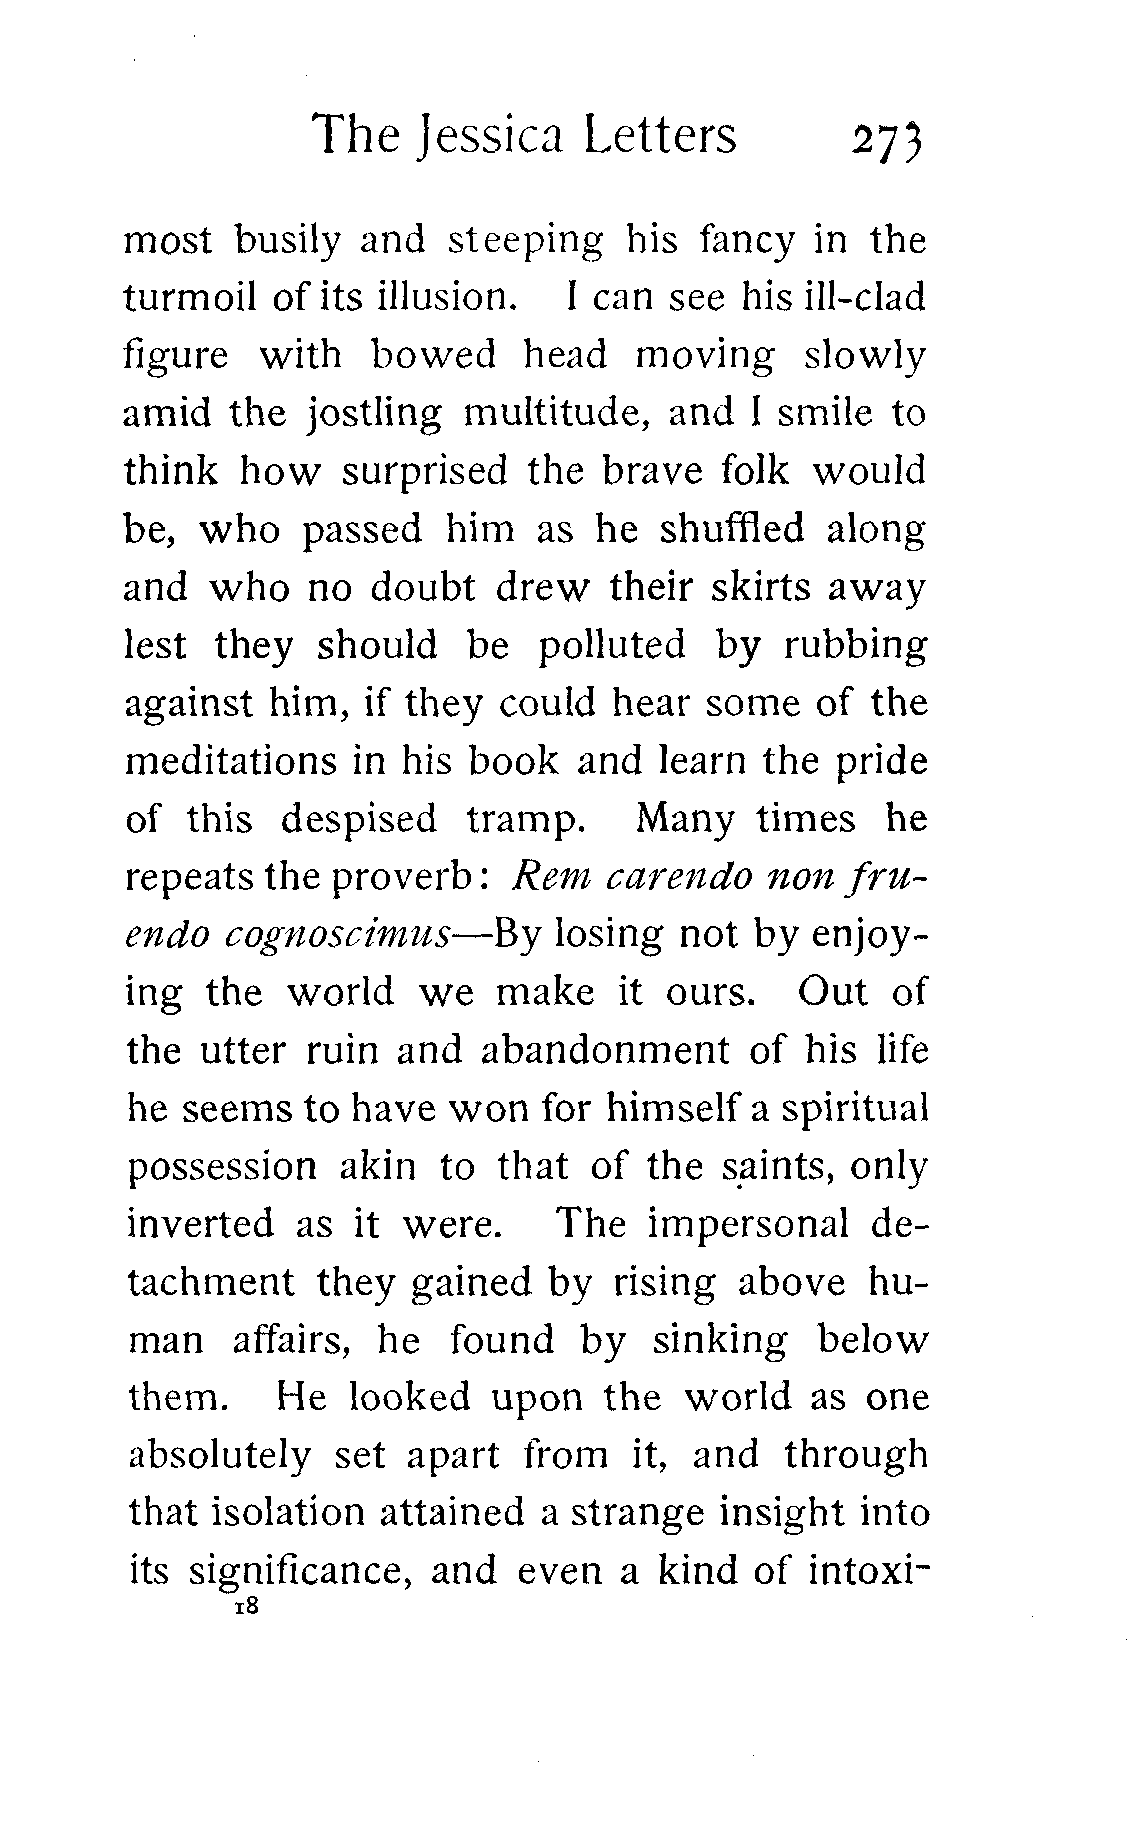 The Jessica Letters 273
most busily and steeping his fancy in the
turmoil of its illusion. I can see his ill-clad
figure with bowed head moving slowly
amid the jostling multitude, and I smile to
think how surprised the brave folk would
be, who passed him as he shuffled along
and who no doubt drew their skirts away
lest they should be polluted by rubbing
against him, if they could hear some of the
meditations in his book and learn the pride
of this despised tramp. Many times he
repeats the proverb: Rem carendo non fru-
endo cognoscimus—By losing not by enjoy-
ing the world we make it ours. Out of
the utter ruin and abandonment of his life
he seems to have won for himself a spiritual
possession akin to that of the saints, only
inverted as it were. The impersonal de-
tachment they gained by rising above hu-
man affairs, he found by sinking below
them. He looked upon the world as one
absolutely set apart from it, and through
that isolation attained a strange insight into
its significance, and even a kind of intoxi-
18